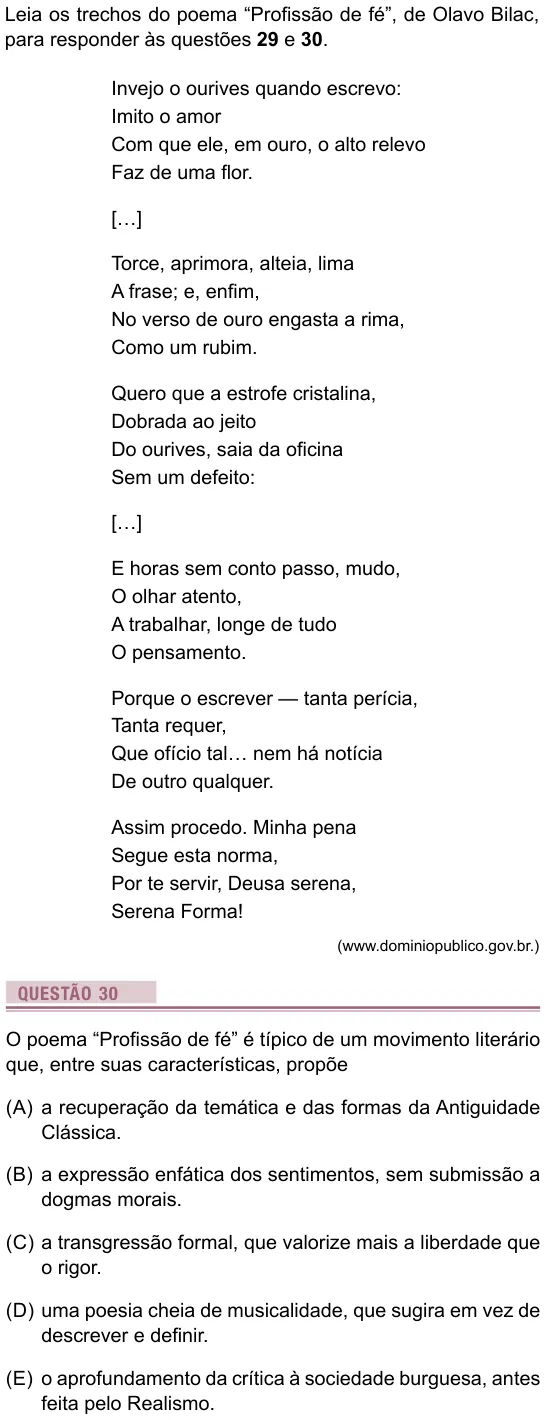 Leia os trechos do poema “Profissão de fé”, de Olavo Bilac,
para responder às questões 29 e 30.
Invejo o ourives quando escrevo:
Imito o amor
Com que ele, em ouro, o alto relevo
Faz de uma flor.
[…]
Torce, aprimora, alteia, lima
A frase; e, enfim,
No verso de ouro engasta a rima,
Como um rubim.
Quero que a estrofe cristalina,
Dobrada ao jeito
Do ourives, saia da oficina
Sem um defeito:
[…]
E horas sem conto passo, mudo,
O olhar atento,
A trabalhar, longe de tudo
O pensamento.
Porque o escrever — tanta perícia,
Tanta requer,
Que ofício tal… nem há notícia
De outro qualquer.
Assim procedo. Minha pena
Segue esta norma,
Por te servir, Deusa serena,
Serena Forma!
(www.dominiopublico.gov.br.)
QUESTÃO 30
O poema “Profissão de fé” é típico de um movimento literário
que, entre suas características, propõe
(A) a recuperação da temática e das formas da Antiguidade
Clássica.
(B) a expressão enfática dos sentimentos, sem submissão a
dogmas morais.
(C) a transgressão formal, que valorize mais a liberdade que
o rigor.
(D) uma poesia cheia de musicalidade, que sugira em vez de
descrever e definir.
(E) o aprofundamento da crítica à sociedade burguesa, antes
feita pelo Realismo.